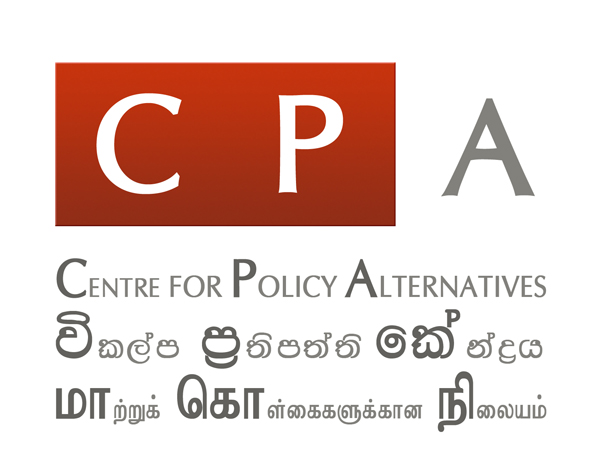 C P A
CENTRE FOR POLICY ALTERNATIVES
විකල්ප ප්‍රතිපත්ති කේන්ද්‍රය
மாற்றுக் கொள்கைகளுக்கான நிலையம்